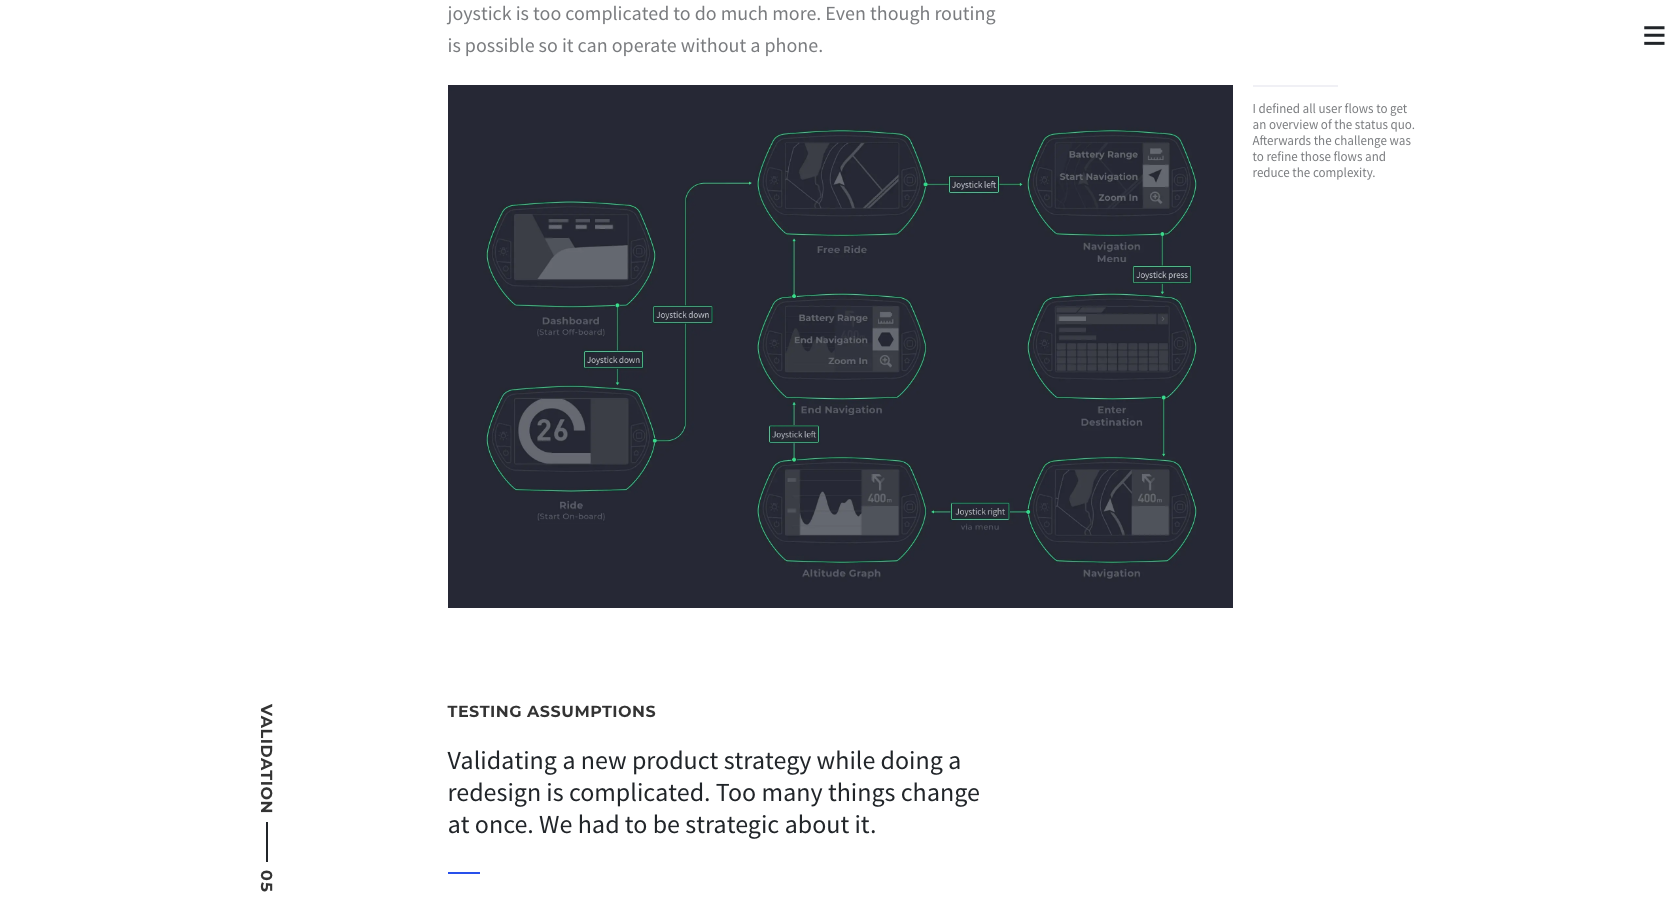 joystick is too complicated to do much more. Even though routing
is possible so it can operate without a phone.
I defined all user flows to get
an overview of the status quo.
Afterwards the challenge was
to refine those flows and
reduce the complexity.
Dashboard
(Start Off-board)
Joystick down
Ride
(Start On-board)
26
Joystick down
Free Ride
Joystick left
Battery Range
Start Navigation
Zoom In
Navigation
Menu
Joystick press
Battery Range
End Navigation
Zoom In
End Navigation
Enter
Destination
Joystick left
400m
Altitude Graph
Joystick right
via menu
400m
Navigation
VALIDATION — 05
TESTING ASSUMPTIONS
Validating a new product strategy while doing a
redesign is complicated. Too many things change
at once. We had to be strategic about it.